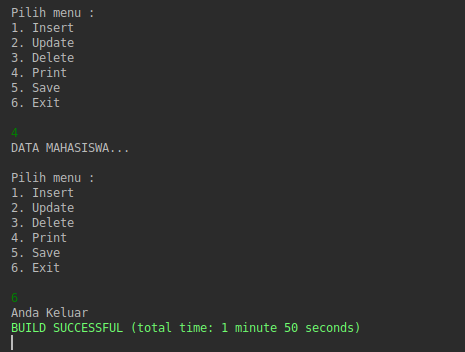 Pilih menu :
1. Insert
2. Update
3. Delete
4. Print
5. Save
6. Exit
4
DATA MAHASISWA...
Pilih menu :
1. Insert
2. Update
3. Delete
4. Print
5. Save
6. Exit
6
Anda Keluar
BUILD SUCCESSFUL (total time: 1 minute 50 seconds)